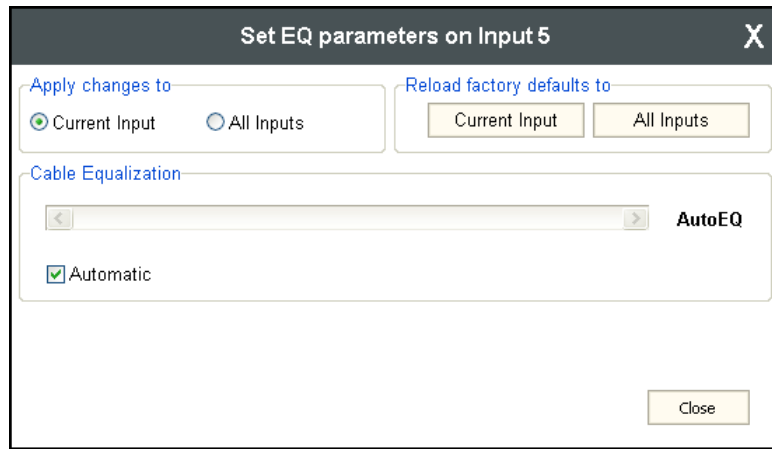 Set EQ parameters on Input 5 X
Apply changes to
Current Input All Inputs
Reload factory defaults to
Current Input All Inputs
Cable Equalization
AutoEQ
Automatic
Close